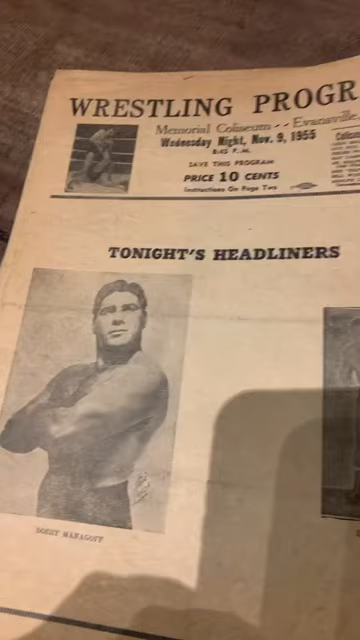 WRESTLING PROGR
Memorial Coliseum - - Evansville,
Wednesday Night, Nov. 9, 1955
8:45 P. M.
SAVE THIS PROGRAM
PRICE 10 CENTS
Instructions On Page Two
TONIGHT'S HEADLINERS
BOBBY MANAGOFF